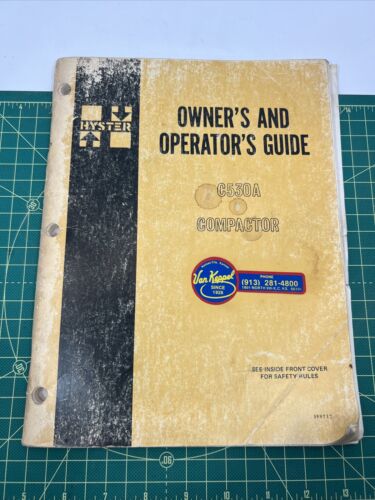 HYSTER
OWNER'S AND
OPERATOR'S GUIDE
C530A
COMPACTOR
Van Keppel
SINCE
1926
PHONE
(913) 281-4800
SEE INSIDE FRONT COVER
FOR SAFETY RULES